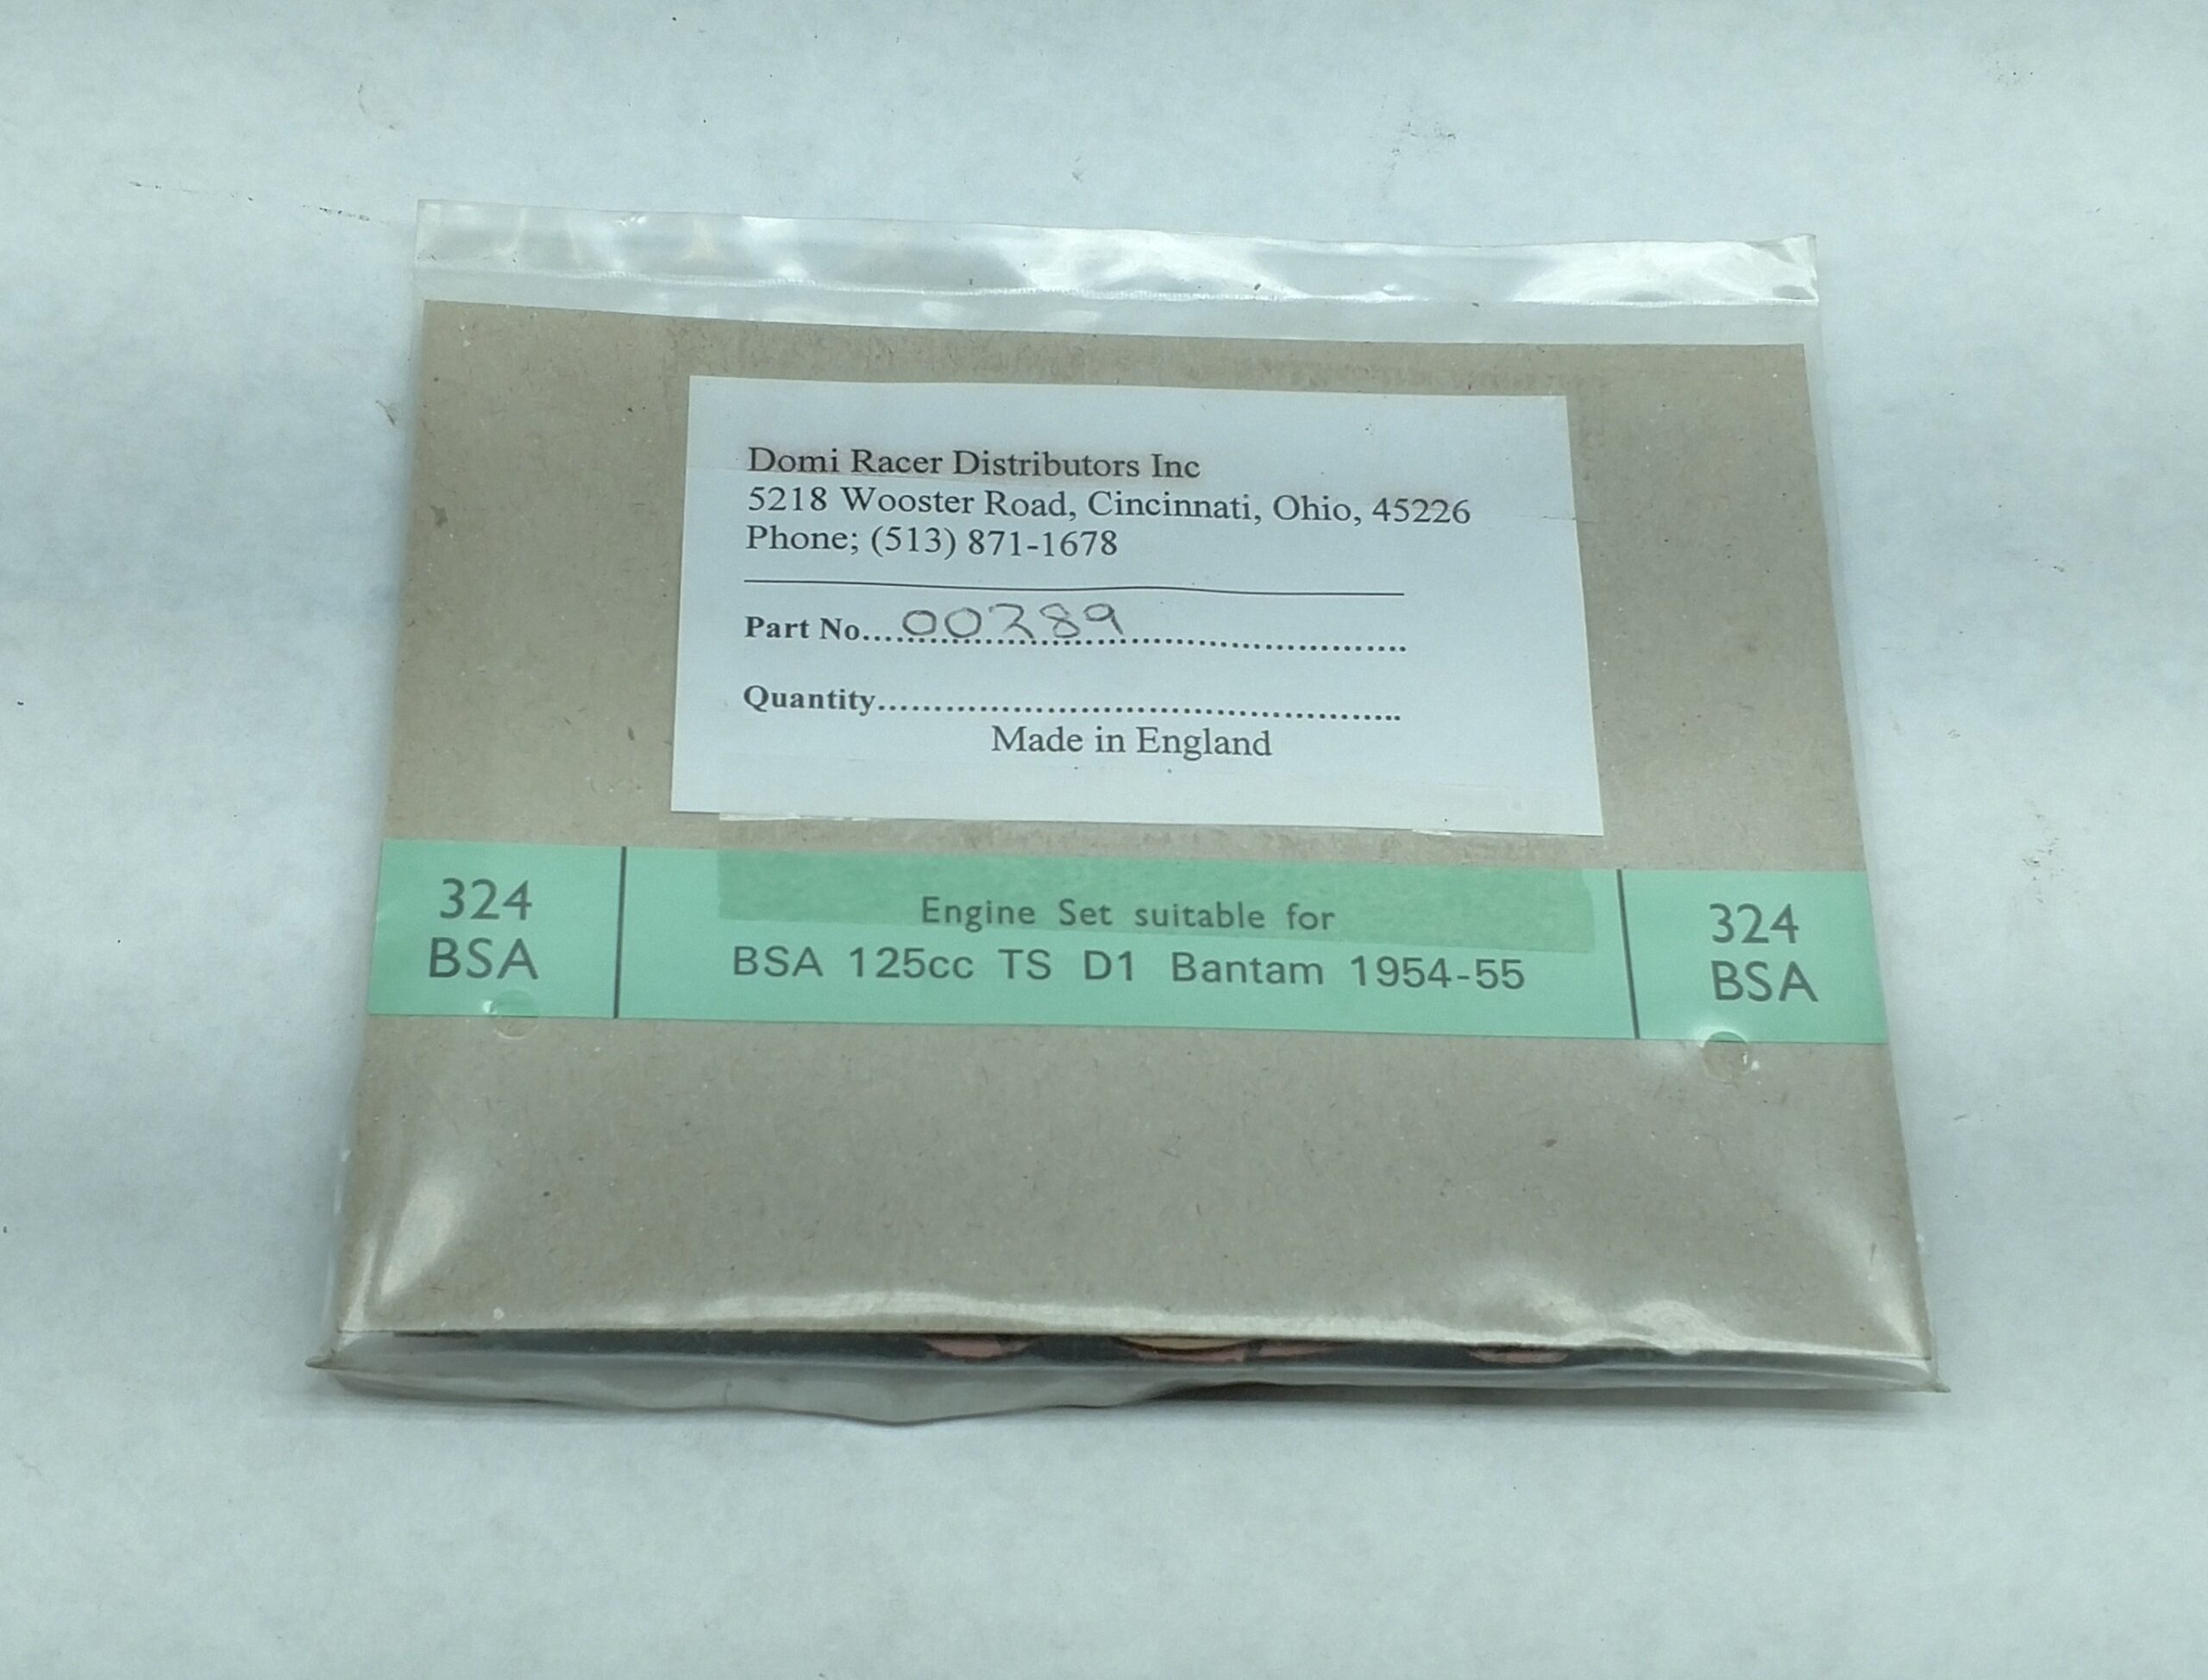 Domi Racer Distributors Inc
5218 Wooster Road, Cincinnati, Ohio, 45226
Phone; (513) 871-1678
Part No.... 00289
Quantity....
Made in England
324
BSA
Engine Set suitable for
BSA 125cc TS D1 Bantam 1954-55
324
BSA